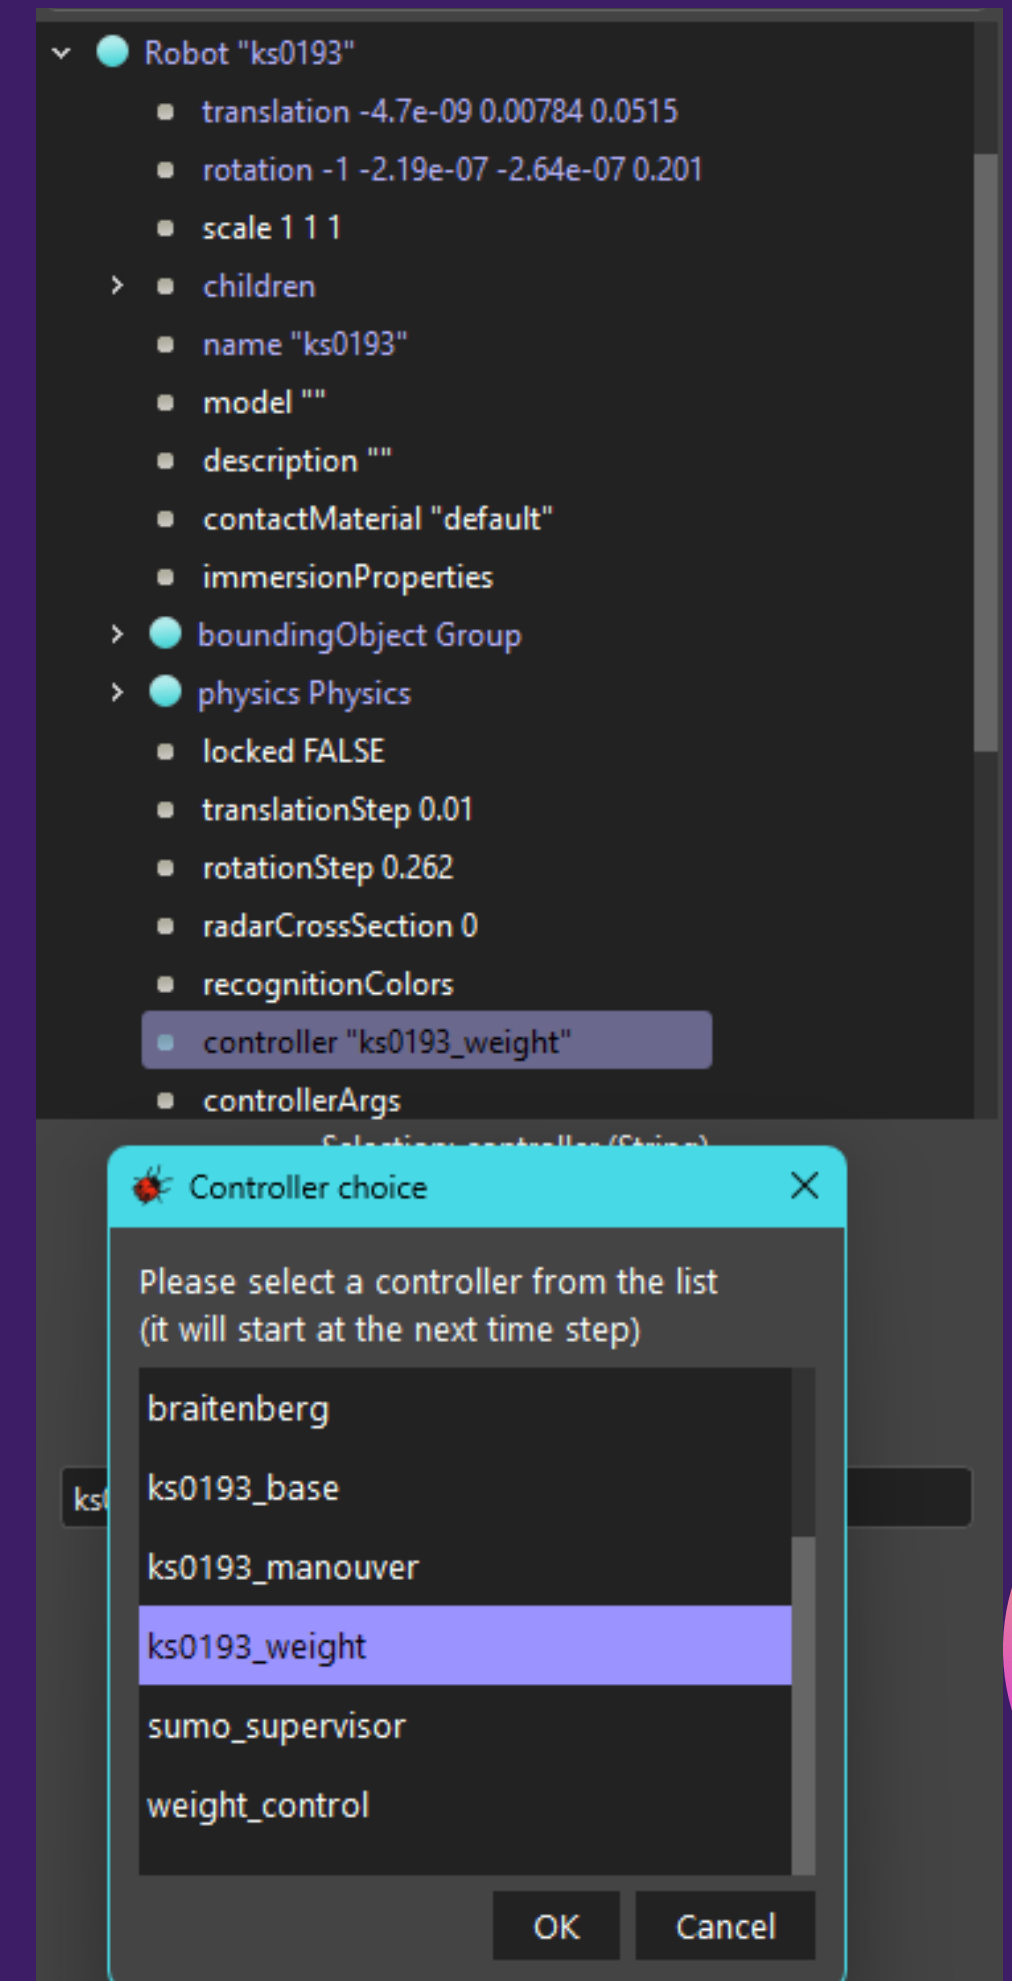 Robot "ks0193"
translation -4.7e-09 0.00784 0.0515
rotation -1 -2.19e-07 -2.64e-07 0.201
scale 1 1 1
children
name "ks0193"
model ""
description ""
contactMaterial "default"
immersionProperties
boundingObject Group
physics Physics
locked FALSE
translationStep 0.01
rotationStep 0.262
radarCrossSection 0
recognitionColors
controller "ks0193_weight"
controllerArgs
Selection: controller (String)
Controller choice
Please select a controller from the list
(it will start at the next time step)
braitenberg
ks0193_base
ks0193_manouver
ks0193_weight
sumo_supervisor
weight_control
OK Cancel